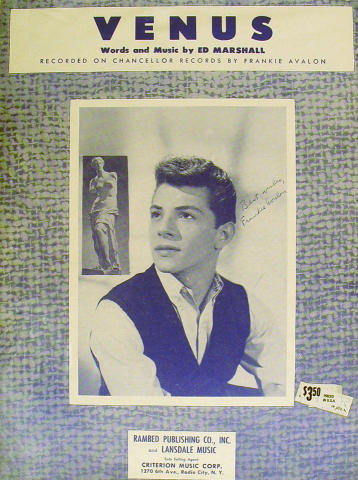 VENUS
Words and Music by ED MARSHALL
RECORDED ON CHANCELLOR RECORDS BY FRANKIE AVALON
Best wishes,
Frankie Avalon
$3.50
PRICED
IN U.S.A.
RAMBED PUBLISHING CO., INC.
and LANSDALE MUSIC
Sole Selling Agent:
CRITERION MUSIC CORP.
1270 6th Ave., Radio City, N. Y.